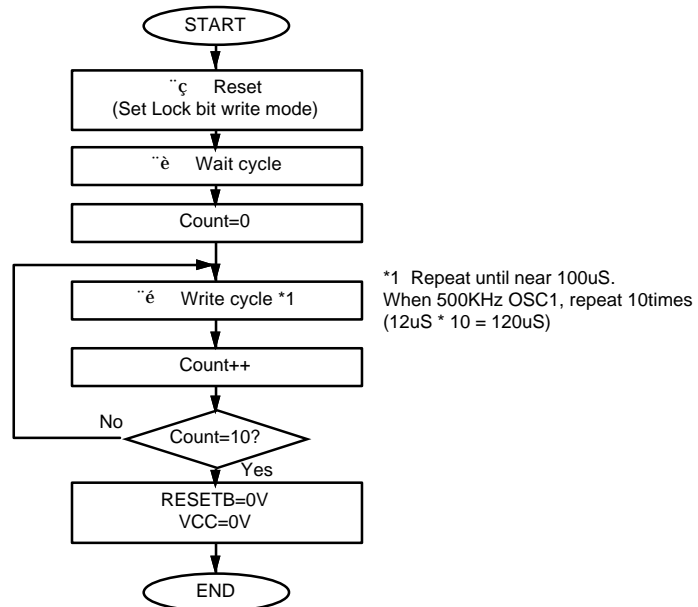 START
¨ç Reset
(Set Lock bit write mode)
¨è Wait cycle
Count=0
¨é Write cycle *1
*1 Repeat until near 100uS.
When 500KHz OSC1, repeat 10times
(12uS * 10 = 120uS)
Count++
No
Count=10?
Yes
RESETB=0V
VCC=0V
END